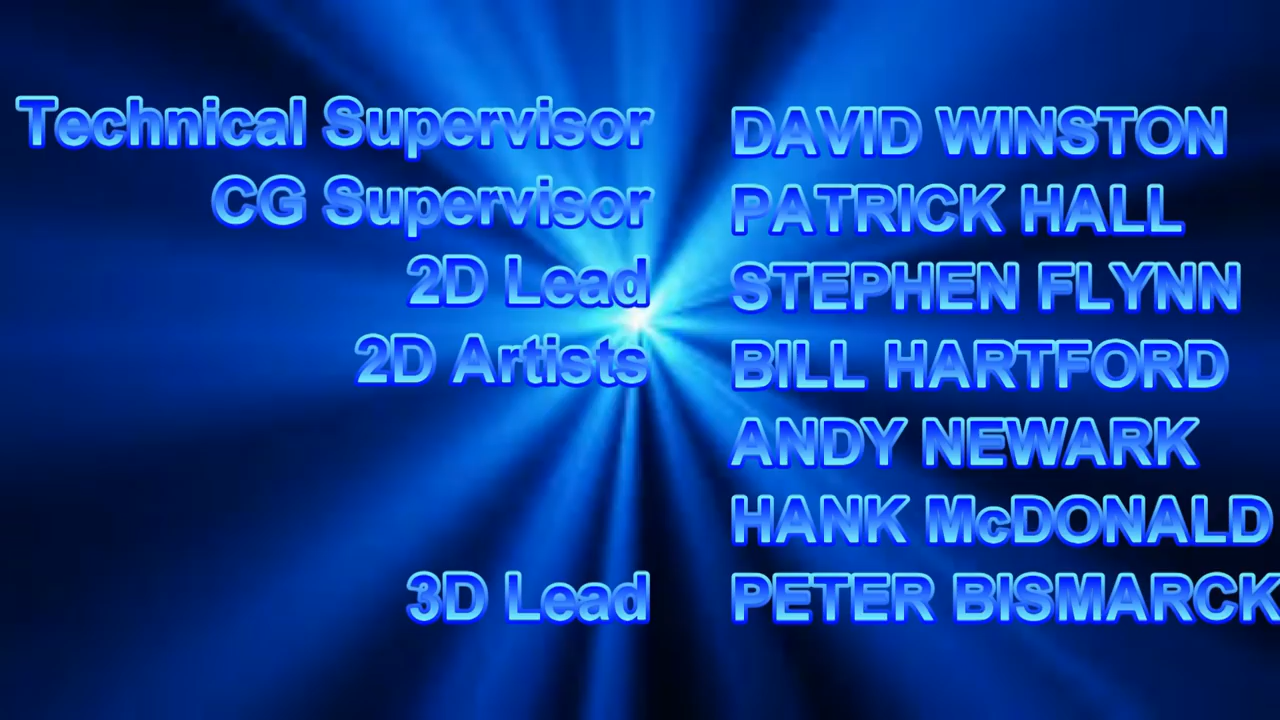 Technical Supervisor DAVID WINSTON
CG Supervisor PATRICK HALL
2D Lead STEPHEN FLYNN
2D Artists BILL HARTFORD
ANDY NEWARK
HANK McDONALD
3D Lead PETER BISMARCK